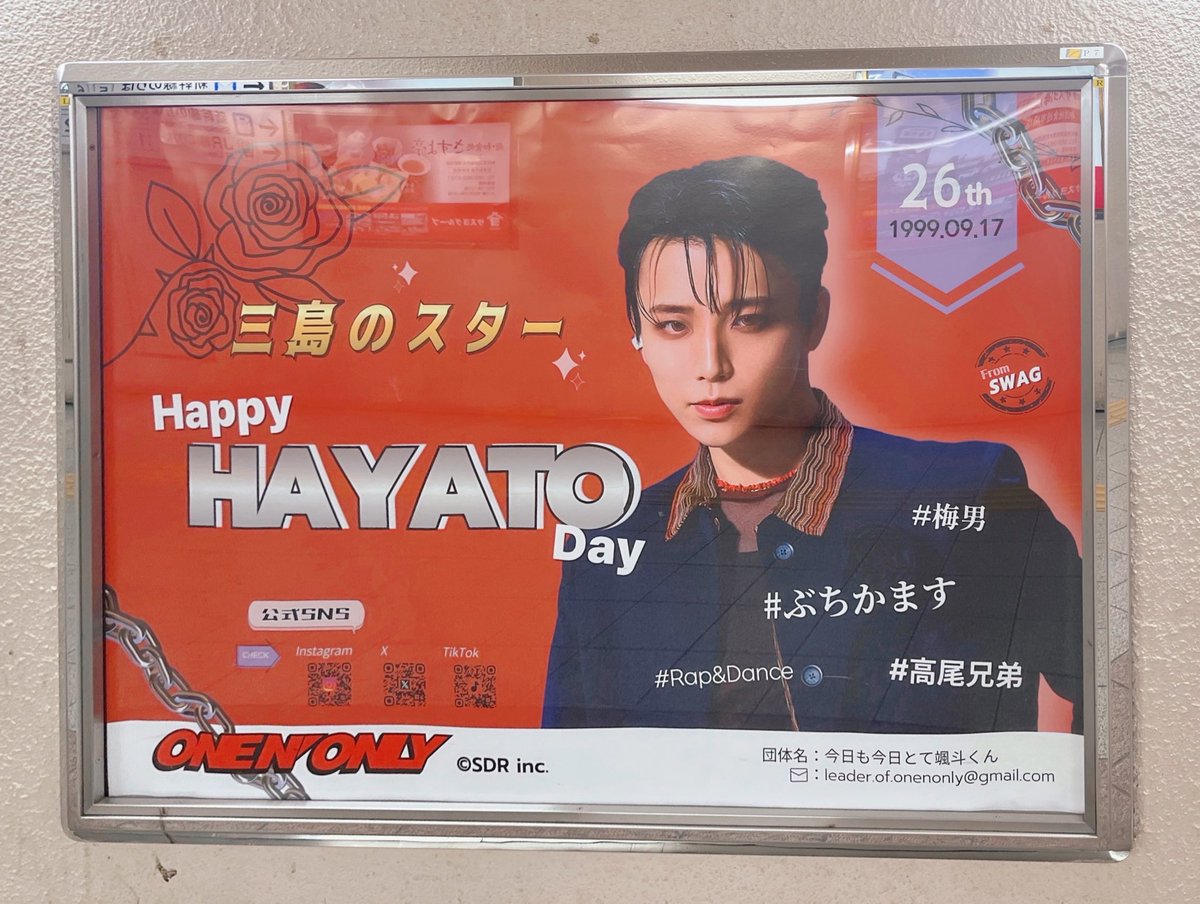 P 7
26th
1999.09.17
三島のスター
From
SWAG
Happy
HAYATO
Day
#梅男
#ぶちかます
#Rap&Dance
#高尾兄弟
公式SNS
CHECK
Instagram
X
TikTok
ONE N' ONLY
©SDR inc.
団体名：今日も今日とて颯斗くん
：leader.of.onenonly@gmail.com